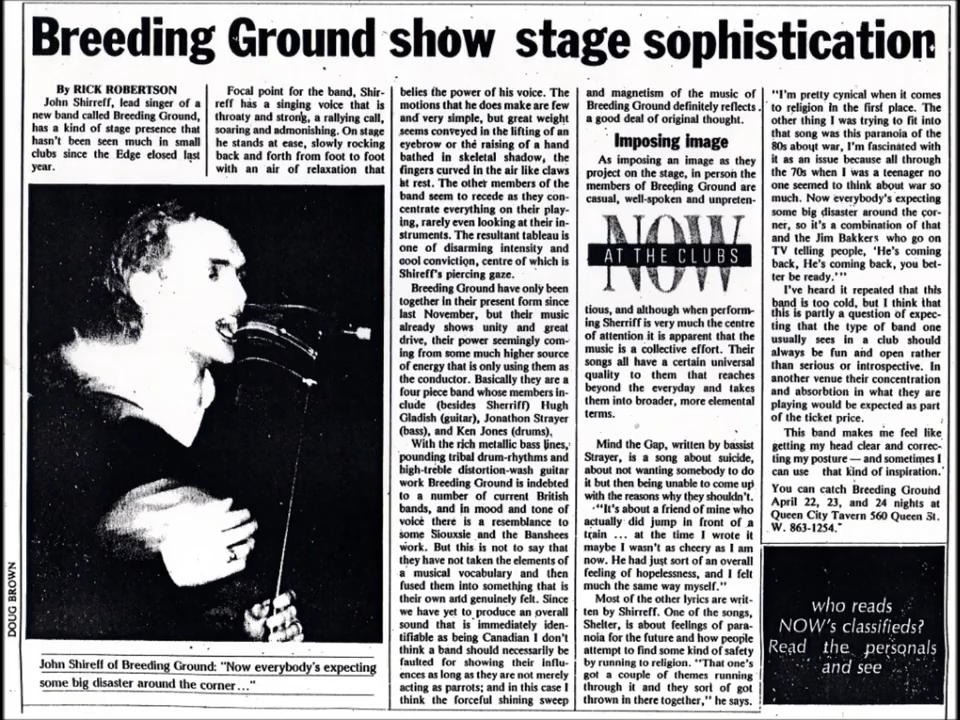 Breeding Ground show stage sophistication
By RICK ROBERTSON
John Shirreff, lead singer of a
new band called Breeding Ground,
has a kind of stage presence that
hasn't been seen much in small
clubs since the Edge closed last
year.
Focal point for the band, Shir-
reff has a singing voice that is
throaty and strong, a rallying call,
soaring and admonishing. On stage
he stands at ease, slowly rocking
back and forth from foot to foot
with an air of relaxation that
DOUG BROWN
John Shireff of Breeding Ground: "Now everybody's expecting
some big disaster around the corner..."
belies the power of his voice. The
motions that he does make are few
and very simple, but great weight
seems conveyed in the lifting of an
eyebrow or the raising of a hand
bathed in skeletal shadow, the
fingers curved in the air like claws
at rest. The other members of the
band seem to recede as they con-
centrate everything on their play-
ing, rarely even looking at their in-
struments. The resultant tableau is
one of disarming intensity and
cool conviction, centre of which is
Shireff's piercing gaze.
Breeding Ground have only been
together in their present form since
last November, but their music
already shows unity and great
drive, their power seemingly com-
ing from some much higher source
of energy that is only using them as
the conductor. Basically they are a
four piece band whose members in-
clude (besides Sherriff) Hugh
Gladish (guitar), Jonathon Strayer
(bass), and Ken Jones (drums),
With the rich metallic bass lines,
pounding tribal drum-rhythms and
high-treble distortion-wash guitar
work Breeding Ground is indebted
to a number of current British
bands, and in mood and tone of
voice there is a resemblance to
some Siouxsie and the Banshees
work. But this is not to say that
they have not taken the elements of
a musical vocabulary and then
fused them into something that is
their own and genuinely felt. Since
we have yet to produce an overall
sound that is immediately iden-
tifiable as being Canadian I don't
think a band should necessarily be
faulted for showing their influ-
ences as long as they are not merely
acting as parrots; and in this case I
think the forceful shining sweep
and magnetism of the music of
Breeding Ground definitely reflects
a good deal of original thought.
Imposing image
As imposing an image as they
project on the stage, in person the
members of Breeding Ground are
casual, well-spoken and unpreten-
NOW
AT THE CLUBS
tious, and although when perform-
ing Sherriff is very much the centre
of attention it is apparent that the
music is a collective effort. Their
songs all have a certain universal
quality to them that reaches
beyond the everyday and takes
them into broader, more elemental
terms.
Mind the Gap, written by bassist
Strayer, is a song about suicide,
about not wanting somebody to do
it but then being unable to come up
with the reasons why they shouldn't.
"It's about a friend of mine who
actually did jump in front of a
train ... at the time I wrote it
maybe I wasn't as cheery as I am
now. He had just sort of an overall
feeling of hopelessness, and I felt
much the same way myself."
Most of the other lyrics are writ-
ten by Shirreff. One of the songs,
Shelter, is about feelings of para-
noia for the future and how people
attempt to find some kind of safety
by running to religion. "That one's
got a couple of themes running
through it and they sort of got
thrown in there together," he says.
"I'm pretty cynical when it comes
to religion in the first place. The
other thing I was trying to fit into
that song was this paranoia of the
80s about war, I'm fascinated with
it as an issue because all through
the 70s when I was a teenager no
one seemed to think about war so
much. Now everybody's expecting
some big disaster around the cor-
ner, so it's a combination of that
and the Jim Bakkers who go on
TV telling people, 'He's coming
back, He's coming back, you bet-
ter be ready.'"
I've heard it repeated that this
band is too cold, but I think that
this is partly a question of expec-
ting that the type of band one
usually sees in a club should
always be fun and open rather
than serious or introspective. In
another venue their concentration
and absorbtion in what they are
playing would be expected as part
of the ticket price.
This band makes me feel like
getting my head clear and correc-
ting my posture — and sometimes I
can use that kind of inspiration.
You can catch Breeding Ground
April 22, 23, and 24 nights at
Queen City Tavern 560 Queen St.
W. 863-1254.
who reads
NOW's classifieds?
Read the personals
and see